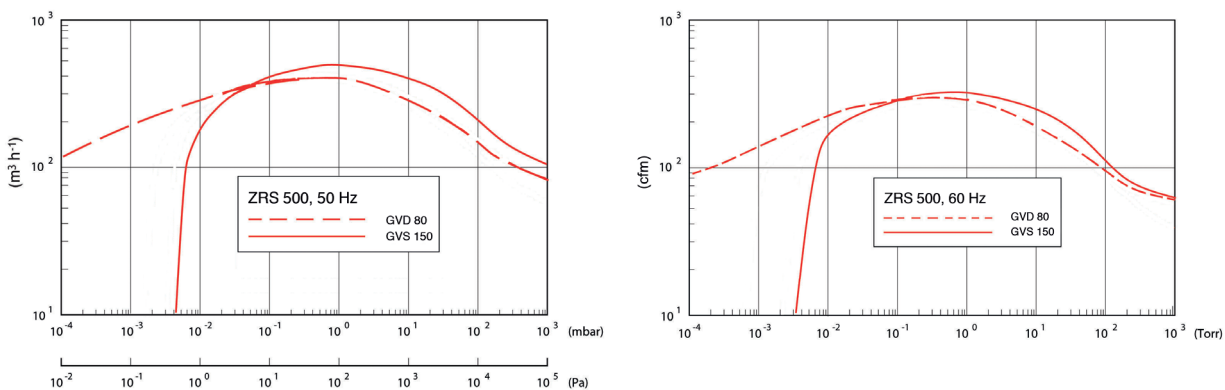 10³
10²
10¹
(m³ h⁻¹)
ZRS 500, 50 Hz
GVD 80
GVS 150
10⁻⁴ 10⁻³ 10⁻² 10⁻¹ 10⁰ 10¹ 10² 10³ (mbar)
10⁻² 10⁻¹ 10⁰ 10¹ 10² 10³ 10⁴ 10⁵ (Pa)
10³
10²
10¹
(cfm)
ZRS 500, 60 Hz
GVD 80
GVS 150
10⁻⁴ 10⁻³ 10⁻² 10⁻¹ 10⁰ 10¹ 10² 10³ (Torr)